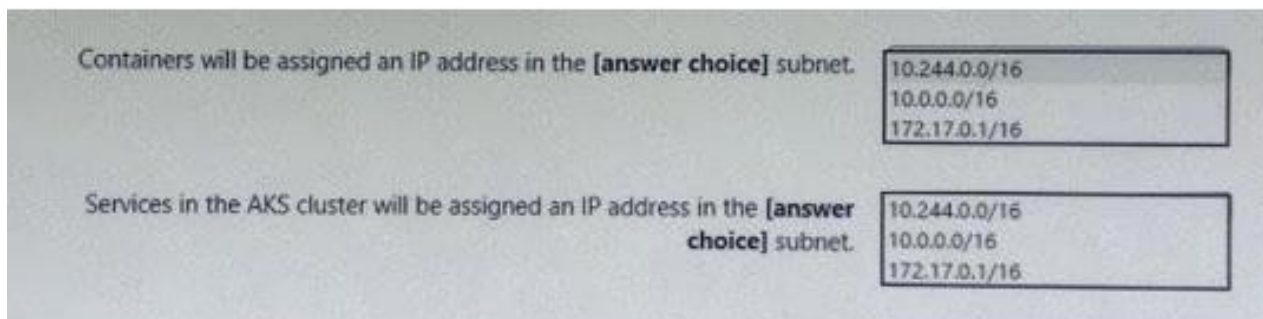 Containers will be assigned an IP address in the [answer choice] subnet.
10.244.0.0/16
10.0.0.0/16
172.17.0.1/16
Services in the AKS cluster will be assigned an IP address in the [answer
choice] subnet.
10.244.0.0/16
10.0.0.0/16
172.17.0.1/16